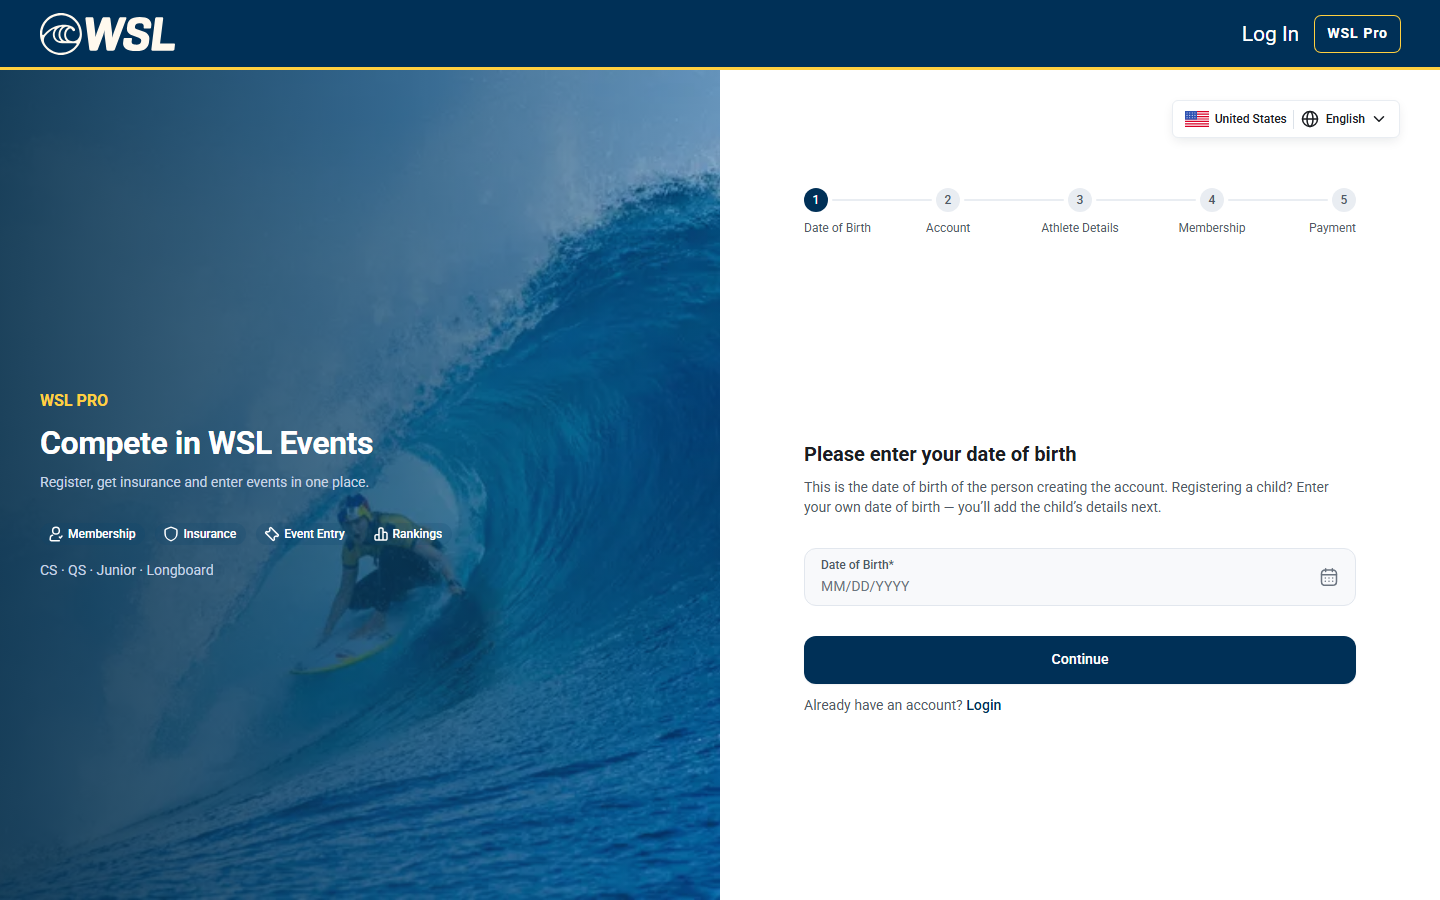 WSL
Log In
WSL Pro
United States
English
1
2
3
4
5
Date of Birth
Account
Athlete Details
Membership
Payment
WSL PRO
Compete in WSL Events
Register, get insurance and enter events in one place.
Membership
Insurance
Event Entry
Rankings
CS · QS · Junior · Longboard
Please enter your date of birth
This is the date of birth of the person creating the account. Registering a child? Enter
your own date of birth — you’ll add the child’s details next.
Date of Birth*
MM/DD/YYYY
Continue
Already have an account? Login